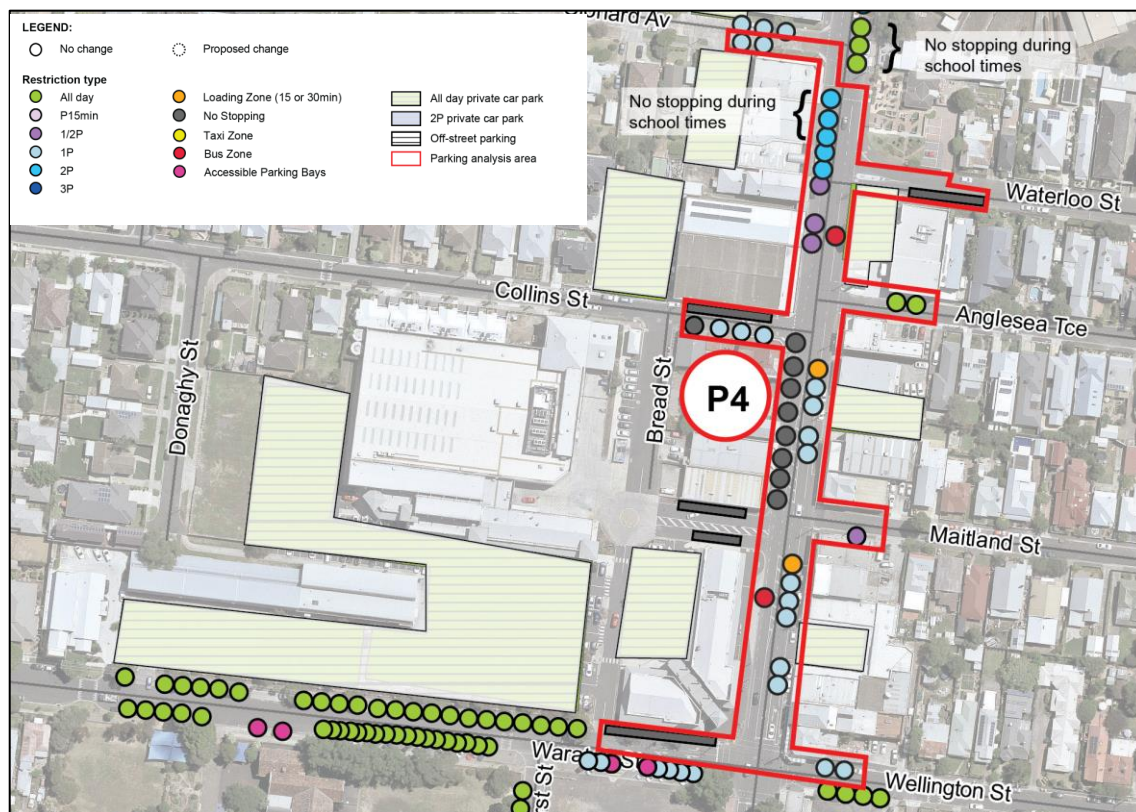 LEGEND:
No change
Proposed change
Restriction type
All day
P15min
1/2P
1P
2P
3P
Loading Zone (15 or 30min)
No Stopping
Taxi Zone
Bus Zone
Accessible Parking Bays
All day private car park
2P private car park
Off-street parking
Parking analysis area
No stopping during
school times
No stopping during
school times
Waterloo St
Collins St
Anglesea Tce
Donaghy St
Bread St
P4
Maitland St
Wellington St